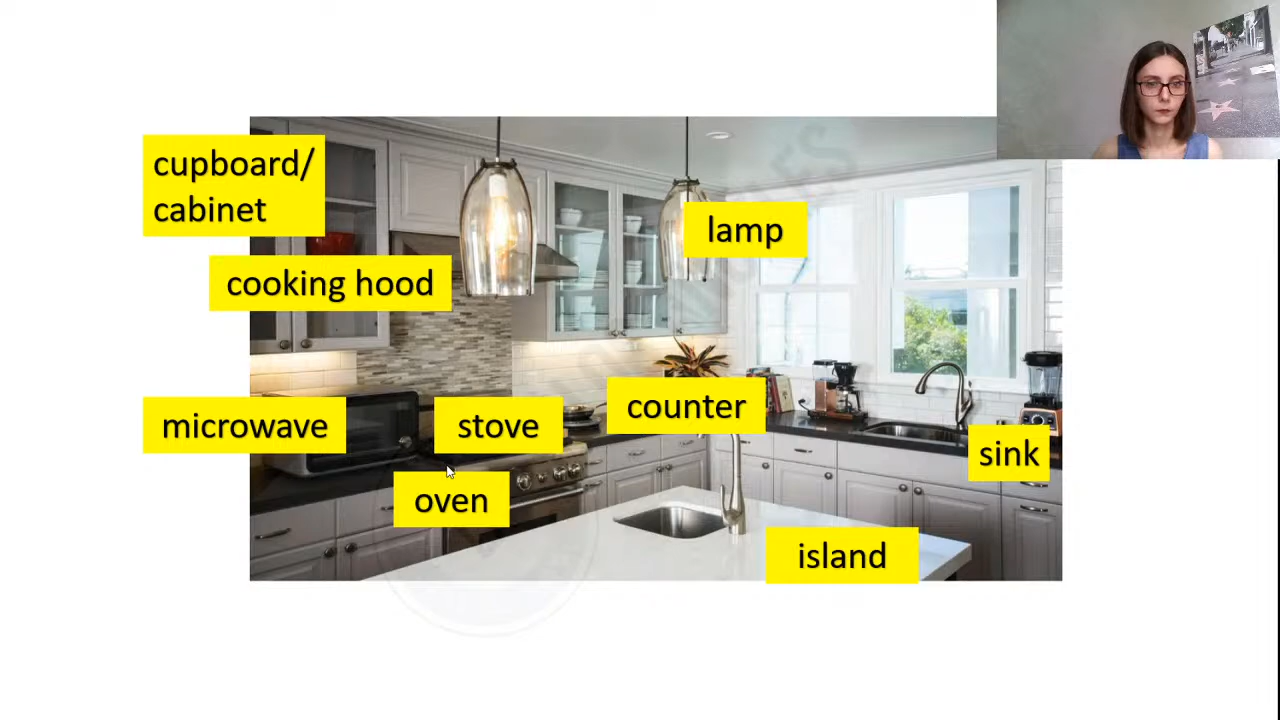 cupboard/
cabinet
lamp
cooking hood
counter
microwave
stove
sink
oven
island